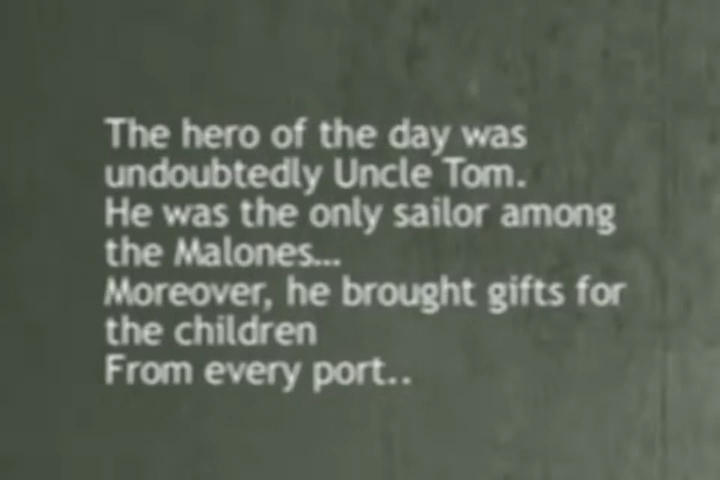 The hero of the day was
undoubtedly Uncle Tom.
He was the only sailor among
the Malones...
Moreover, he brought gifts for
the children
From every port..